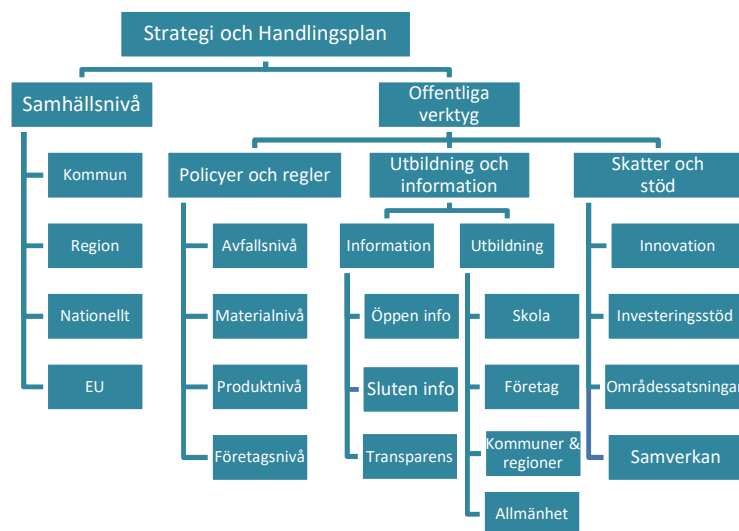 Strategi och Handlingsplan
Samhällsnivå
Offentliga
verktyg
Kommun
Region
Nationellt
EU
Policyer och regler
Avfallsnivå
Materialnivå
Produktnivå
Företagsnivå
Utbildning och
information
Information
Öppen info
Sluten info
Transparens
Utbildning
Skola
Företag
Kommuner &
regioner
Allmänhet
Skatter och
stöd
Innovation
Investeringsstöd
Områdessatsningar
Samverkan